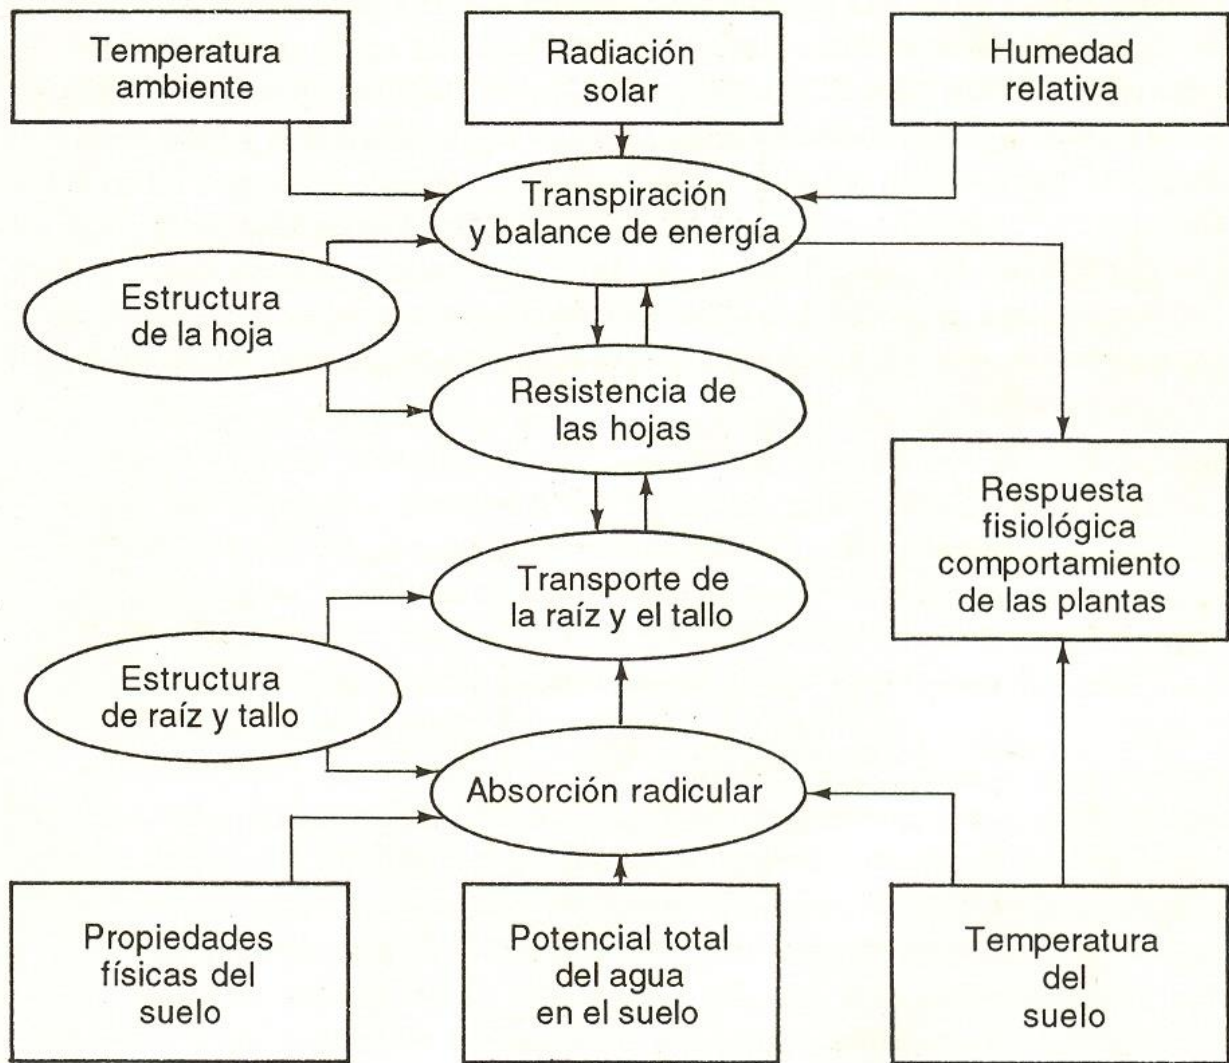 Temperatura
ambiente
Radiación
solar
Humedad
relativa
Transpiración
y balance de energía
Estructura
de la hoja
Resistencia de
las hojas
Respuesta
fisiológica
comportamiento
de las plantas
Transporte de
la raíz y el tallo
Estructura
de raíz y tallo
Absorción radicular
Propiedades
físicas del
suelo
Potencial total
del agua
en el suelo
Temperatura
del
suelo